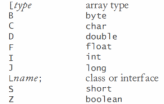 [type array type
B byte
C char
D double
F float
I int
J long
Lname; class or interface
S short
Z boolean